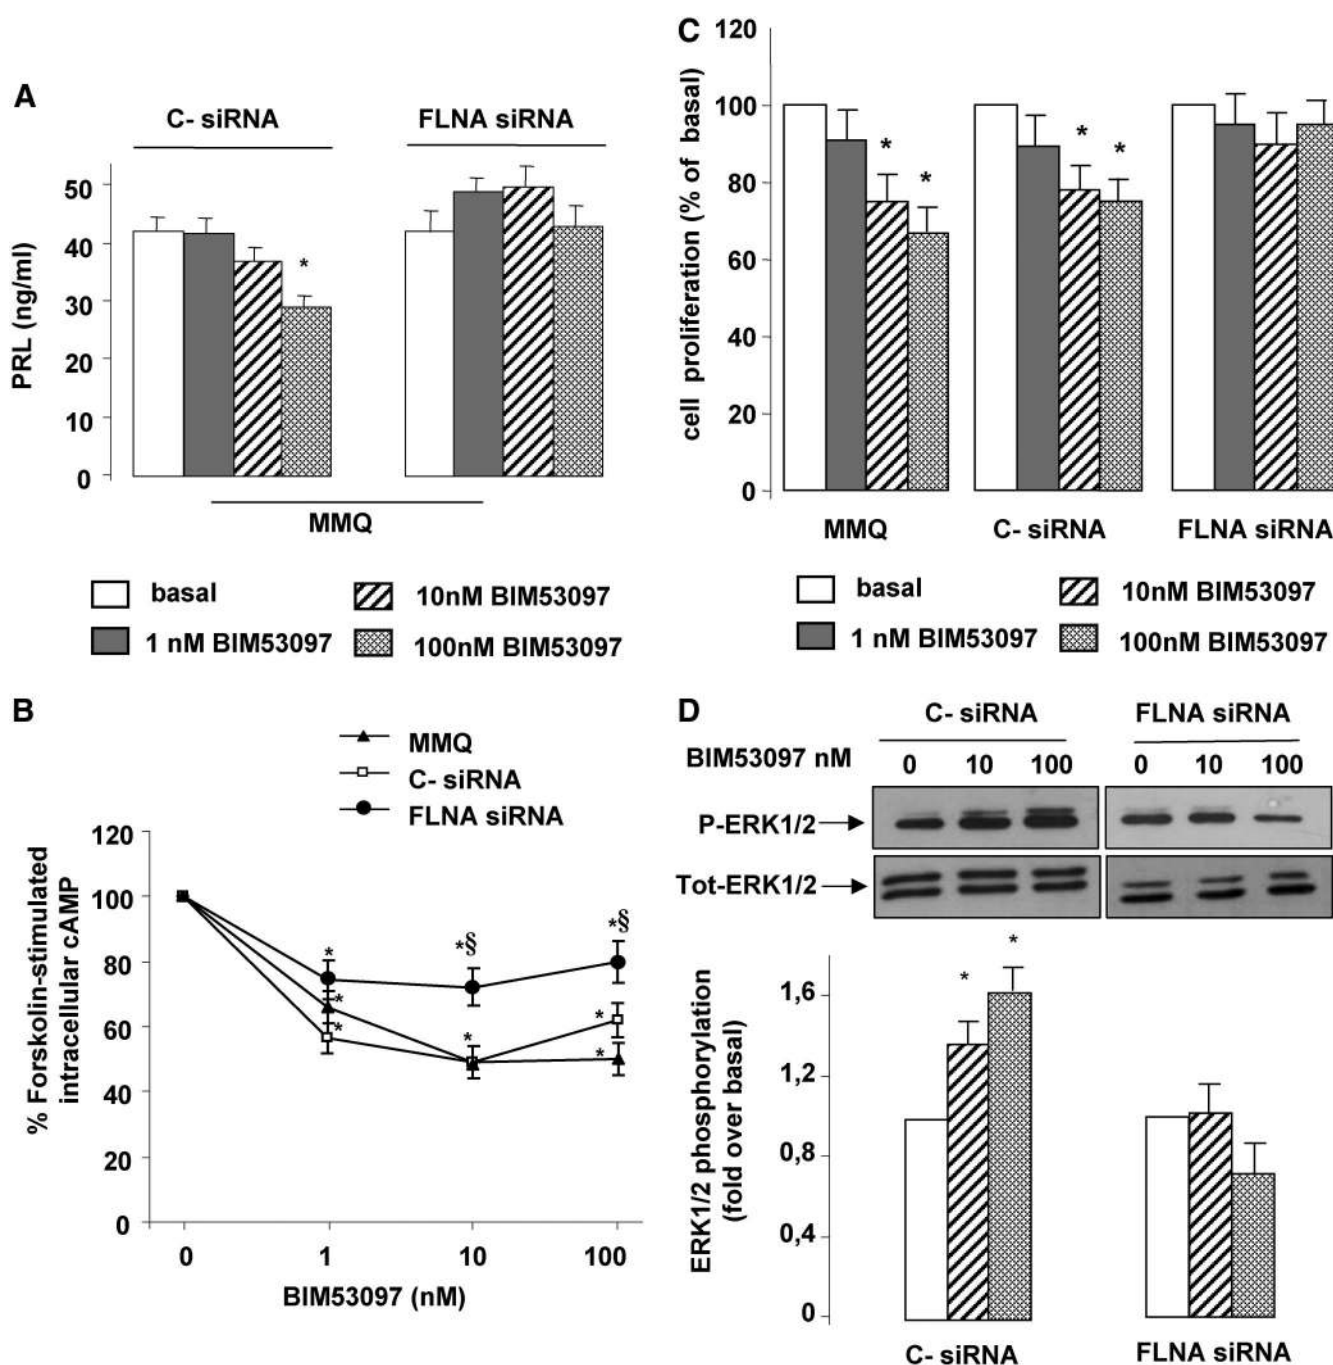 A
C- siRNA
FLNA siRNA
PRL (ng/ml)
50
40
30
20
10
0
*
MMQ
basal
10nM BIM53097
1 nM BIM53097
100nM BIM53097
C
cell proliferation (% of basal)
120
100
80
60
40
20
0
*
*
*
*
MMQ
C- siRNA
FLNA siRNA
basal
10nM BIM53097
1 nM BIM53097
100nM BIM53097
B
MMQ
C- siRNA
FLNA siRNA
% Forskolin-stimulated
intracellular cAMP
120
100
80
60
40
20
0
*
*
*
*§
*
*§
*
*
0 1 10 100
BIM53097 (nM)
D
C- siRNA
FLNA siRNA
BIM53097 nM
0 10 100
0 10 100
P-ERK1/2
Tot-ERK1/2
ERK1/2 phosphorylation
(fold over basal)
1,6
1,2
0,8
0,4
0
*
*
C- siRNA
FLNA siRNA